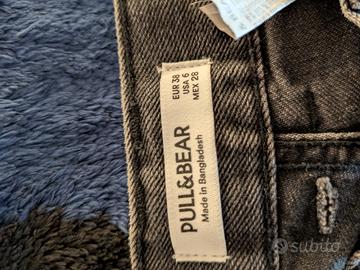 EUR 38
USA 6
MEX 28
PULL&BEAR
Made in Bangladesh
subito